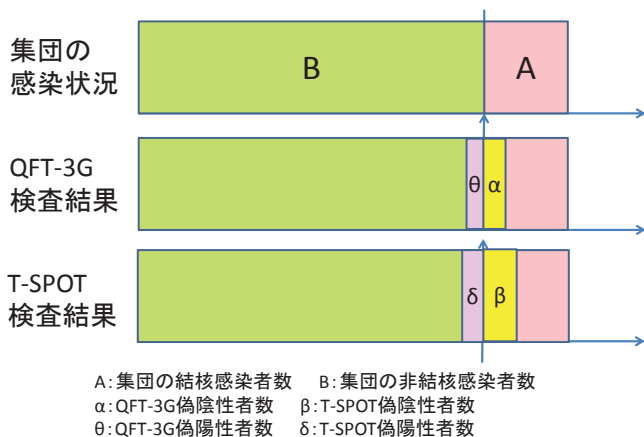 集団の
感染状況
B
A
QFT-3G
検査結果
θ
α
T-SPOT
検査結果
δ
β
A：集団の結核感染者数 B：集団の非結核感染者数
α：QFT-3G偽陰性者数 β：T-SPOT偽陰性者数
θ：QFT-3G偽陽性者数 δ：T-SPOT偽陽性者数